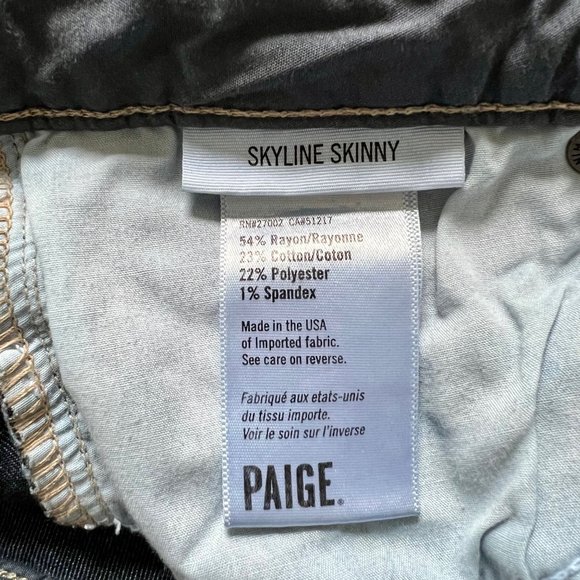 SKYLINE SKINNY
RN#27002 CA#51217
54% Rayon/Rayonne
23% Cotton/Coton
22% Polyester
1% Spandex
Made in the USA
of Imported fabric.
See care on reverse.
Fabriqué aux etats-unis
du tissu importe.
Voir le soin sur l'inverse
PAIGE.